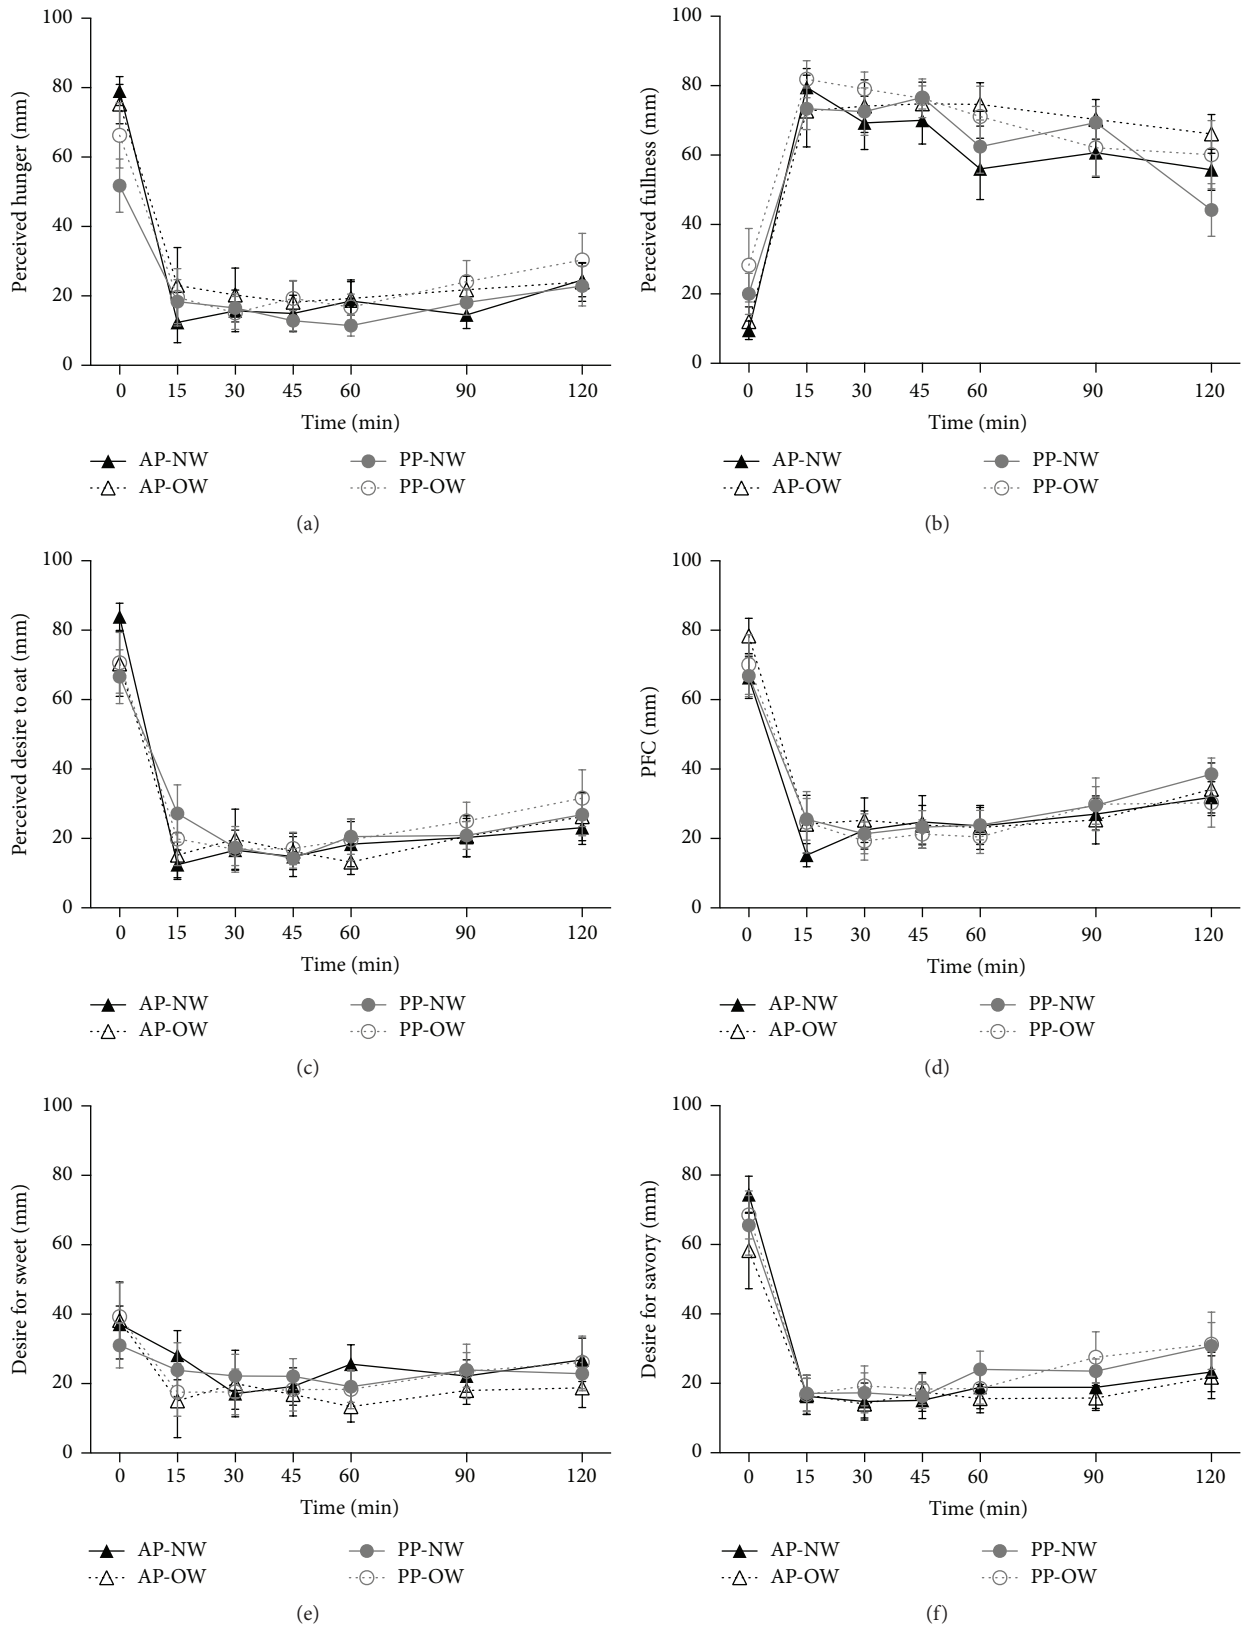 100
80
60
40
20
0
Perceived hunger (mm)
0 15 30 45 60 90 120
Time (min)
AP-NW PP-NW
AP-OW PP-OW
(a)
100
80
60
40
20
0
Perceived fullness (mm)
0 15 30 45 60 90 120
Time (min)
AP-NW PP-NW
AP-OW PP-OW
(b)
100
80
60
40
20
0
Perceived desire to eat (mm)
0 15 30 45 60 90 120
Time (min)
AP-NW PP-NW
AP-OW PP-OW
(c)
100
80
60
40
20
0
PFC (mm)
0 15 30 45 60 90 120
Time (min)
AP-NW PP-NW
AP-OW PP-OW
(d)
100
80
60
40
20
0
Desire for sweet (mm)
0 15 30 45 60 90 120
Time (min)
AP-NW PP-NW
AP-OW PP-OW
(e)
100
80
60
40
20
0
Desire for savory (mm)
0 15 30 45 60 90 120
Time (min)
AP-NW PP-NW
AP-OW PP-OW
(f)